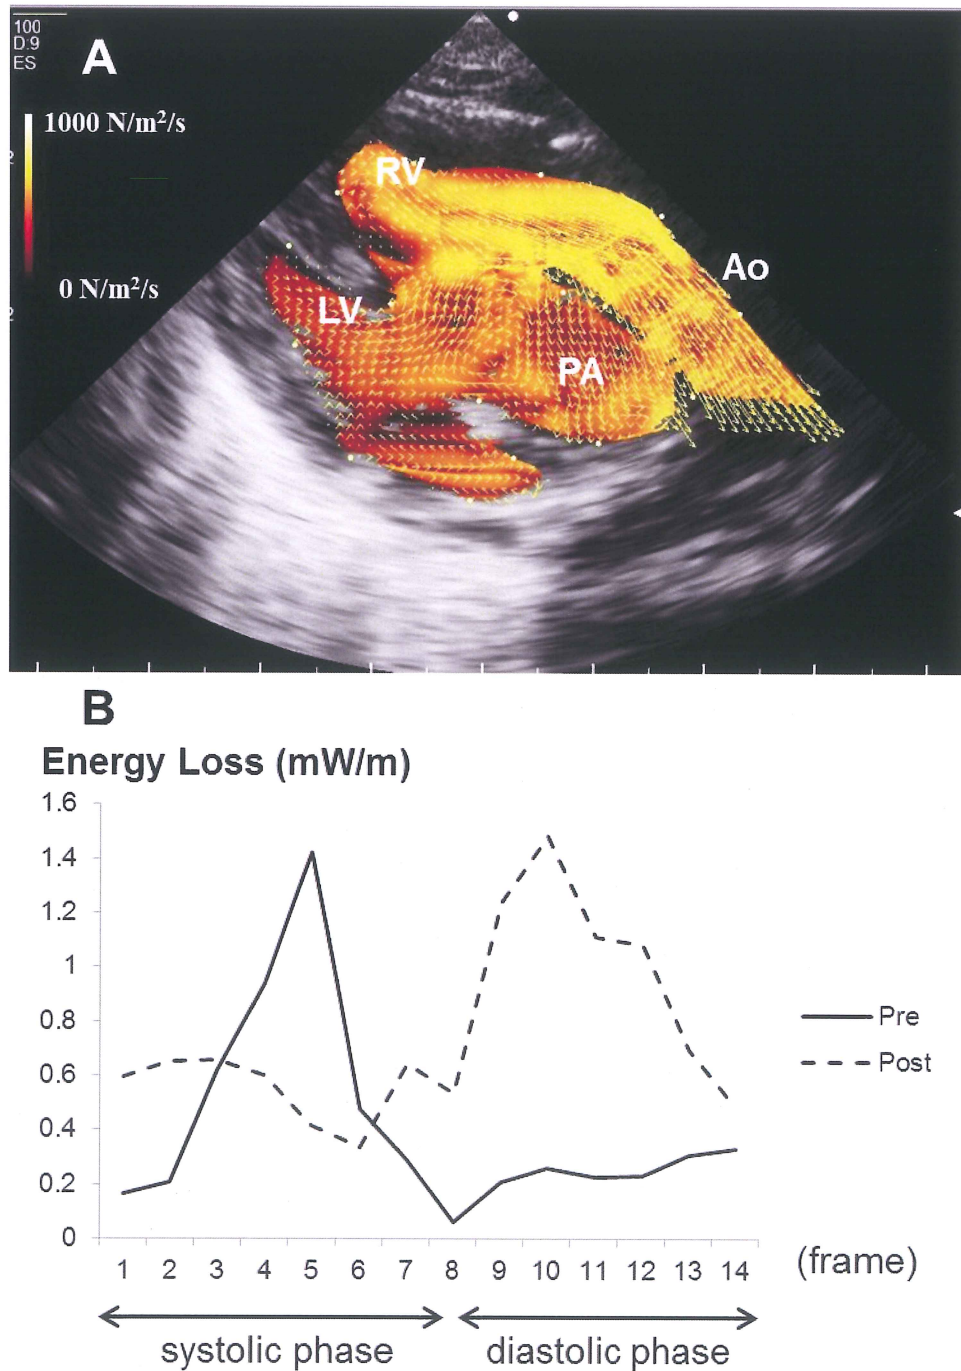 100
D:9
ES
A
1000 N/m²/s
0 N/m²/s
RV
LV
PA
Ao
B
Energy Loss (mW/m)
1.6
1.4
1.2
1
0.8
0.6
0.4
0.2
0
Pre
Post
1 2 3 4 5 6 7 8 9 10 11 12 13 14
(frame)
systolic phase
diastolic phase